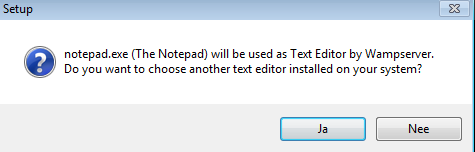 Setup
notepad.exe (The Notepad) will be used as Text Editor by Wampserver.
Do you want to choose another text editor installed on your system?
Ja
Nee